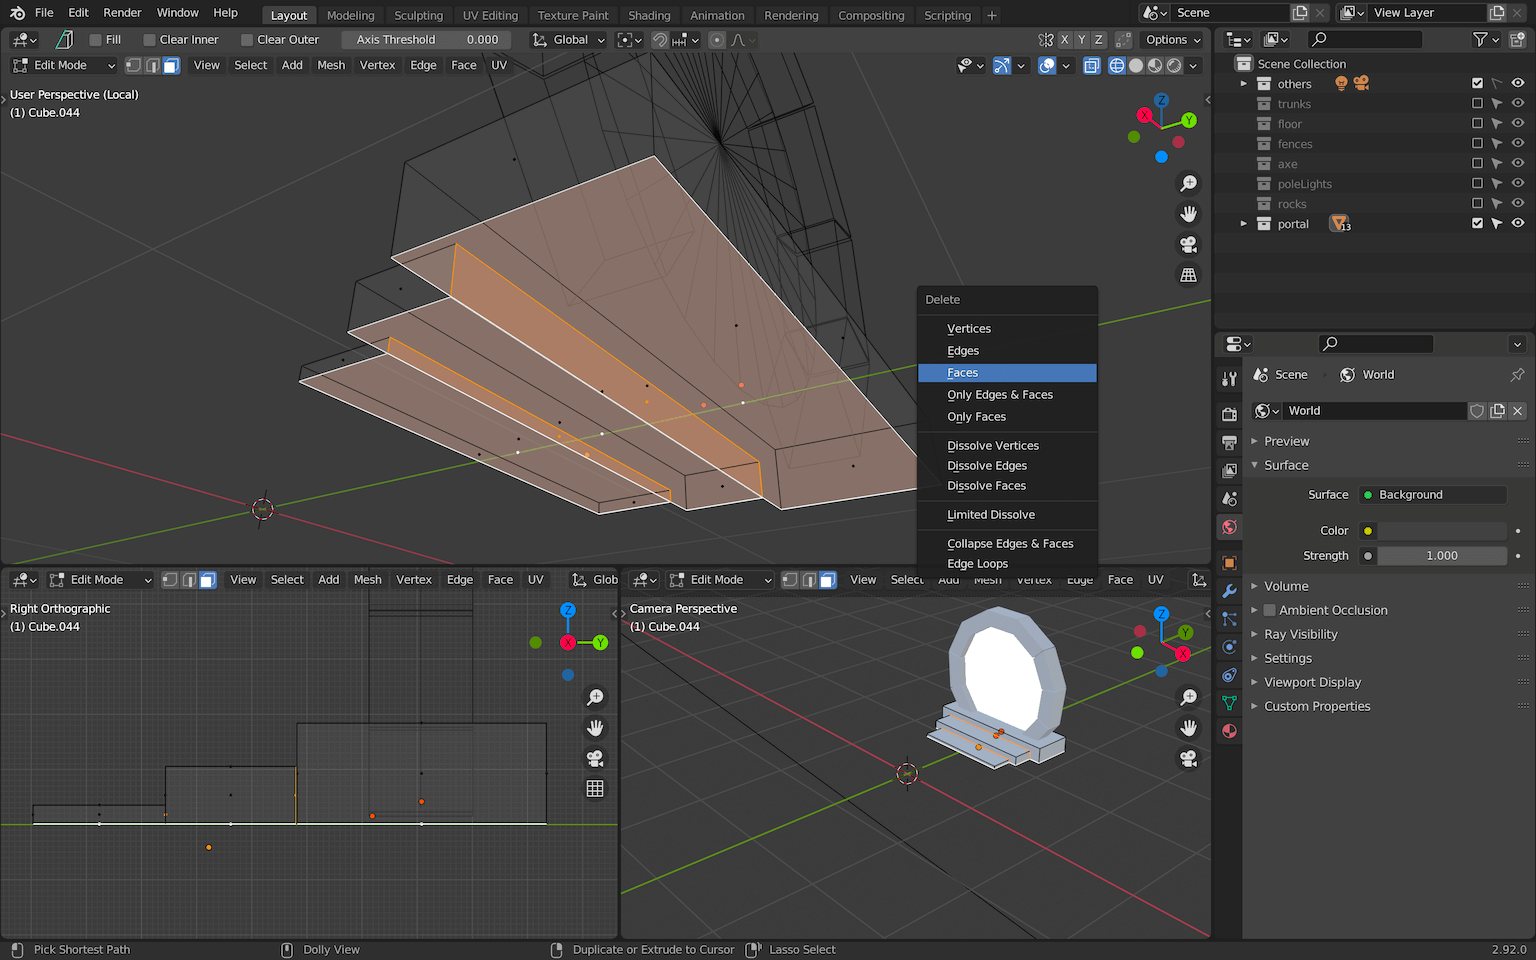 File Edit Render Window Help Layout Modeling Sculpting UV Editing Texture Paint Shading Animation Rendering Compositing Scripting + Scene View Layer
Fill Clear Inner Clear Outer Axis Threshold 0.000 Global X Y Z Options
Edit Mode View Select Add Mesh Vertex Edge Face UV
User Perspective (Local)
(1) Cube.044
Z
X
Y
Scene Collection
others
trunks
floor
fences
axe
poleLights
rocks
portal 13
Delete
Vertices
Edges
Faces
Only Edges & Faces
Only Faces
Dissolve Vertices
Dissolve Edges
Dissolve Faces
Limited Dissolve
Collapse Edges & Faces
Edge Loops
Scene World
World
Preview
Surface
Surface Background
Color
Strength 1.000
Volume
Ambient Occlusion
Ray Visibility
Settings
Viewport Display
Custom Properties
Edit Mode View Select Add Mesh Vertex Edge Face UV Glob
Right Orthographic
(1) Cube.044
Z
X
Y
Edit Mode View Select Add Mesh Vertex Edge Face UV
Camera Perspective
(1) Cube.044
Z
Y
X
Pick Shortest Path Dolly View Duplicate or Extrude to Cursor Lasso Select 2.92.0